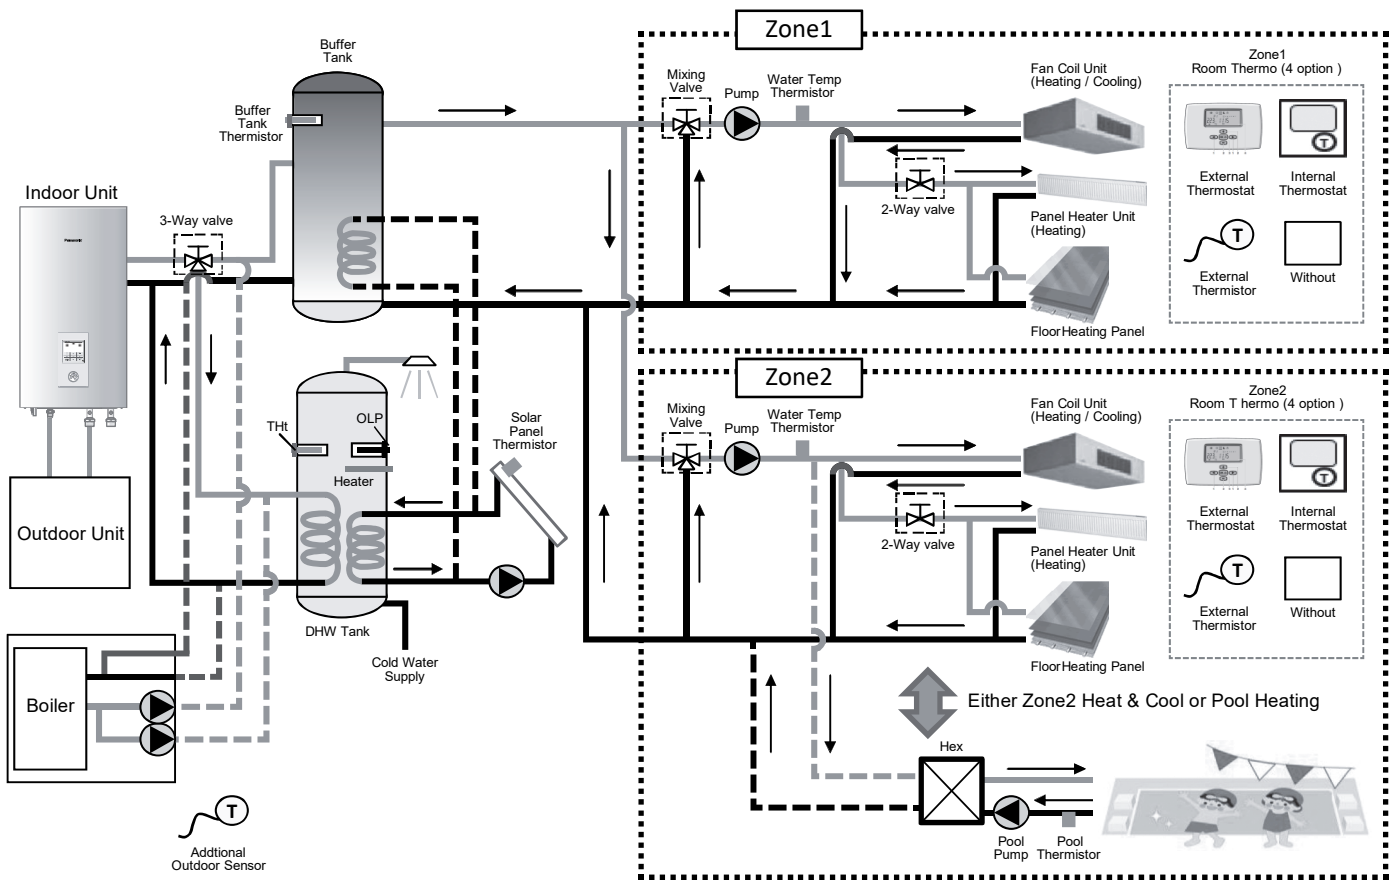 Zone1
Buffer
Tank
Buffer
Tank
Thermistor
Mixing
Valve
Pump
Water Temp
Thermistor
Fan Coil Unit
(Heating / Cooling)
Zone1
Room Thermo (4 option )
External
Thermostat
T
Internal
Thermostat
T
External
Thermistor
Without
2-Way valve
Panel Heater Unit
(Heating)
FloorHeating Panel
Indoor Unit
Panasonic
3-Way valve
Zone2
Mixing
Valve
Pump
Water Temp
Thermistor
Fan Coil Unit
(Heating / Cooling)
Zone2
Room T hermo (4 option )
External
Thermostat
T
Internal
Thermostat
T
External
Thermistor
Without
2-Way valve
Panel Heater Unit
(Heating)
FloorHeating Panel
THt
OLP
Heater
Solar
Panel
Thermistor
Outdoor Unit
DHW Tank
Cold Water
Supply
Boiler
Either Zone2 Heat & Cool or Pool Heating
Hex
Pool
Pump
Pool
Thermistor
T
Addtional
Outdoor Sensor